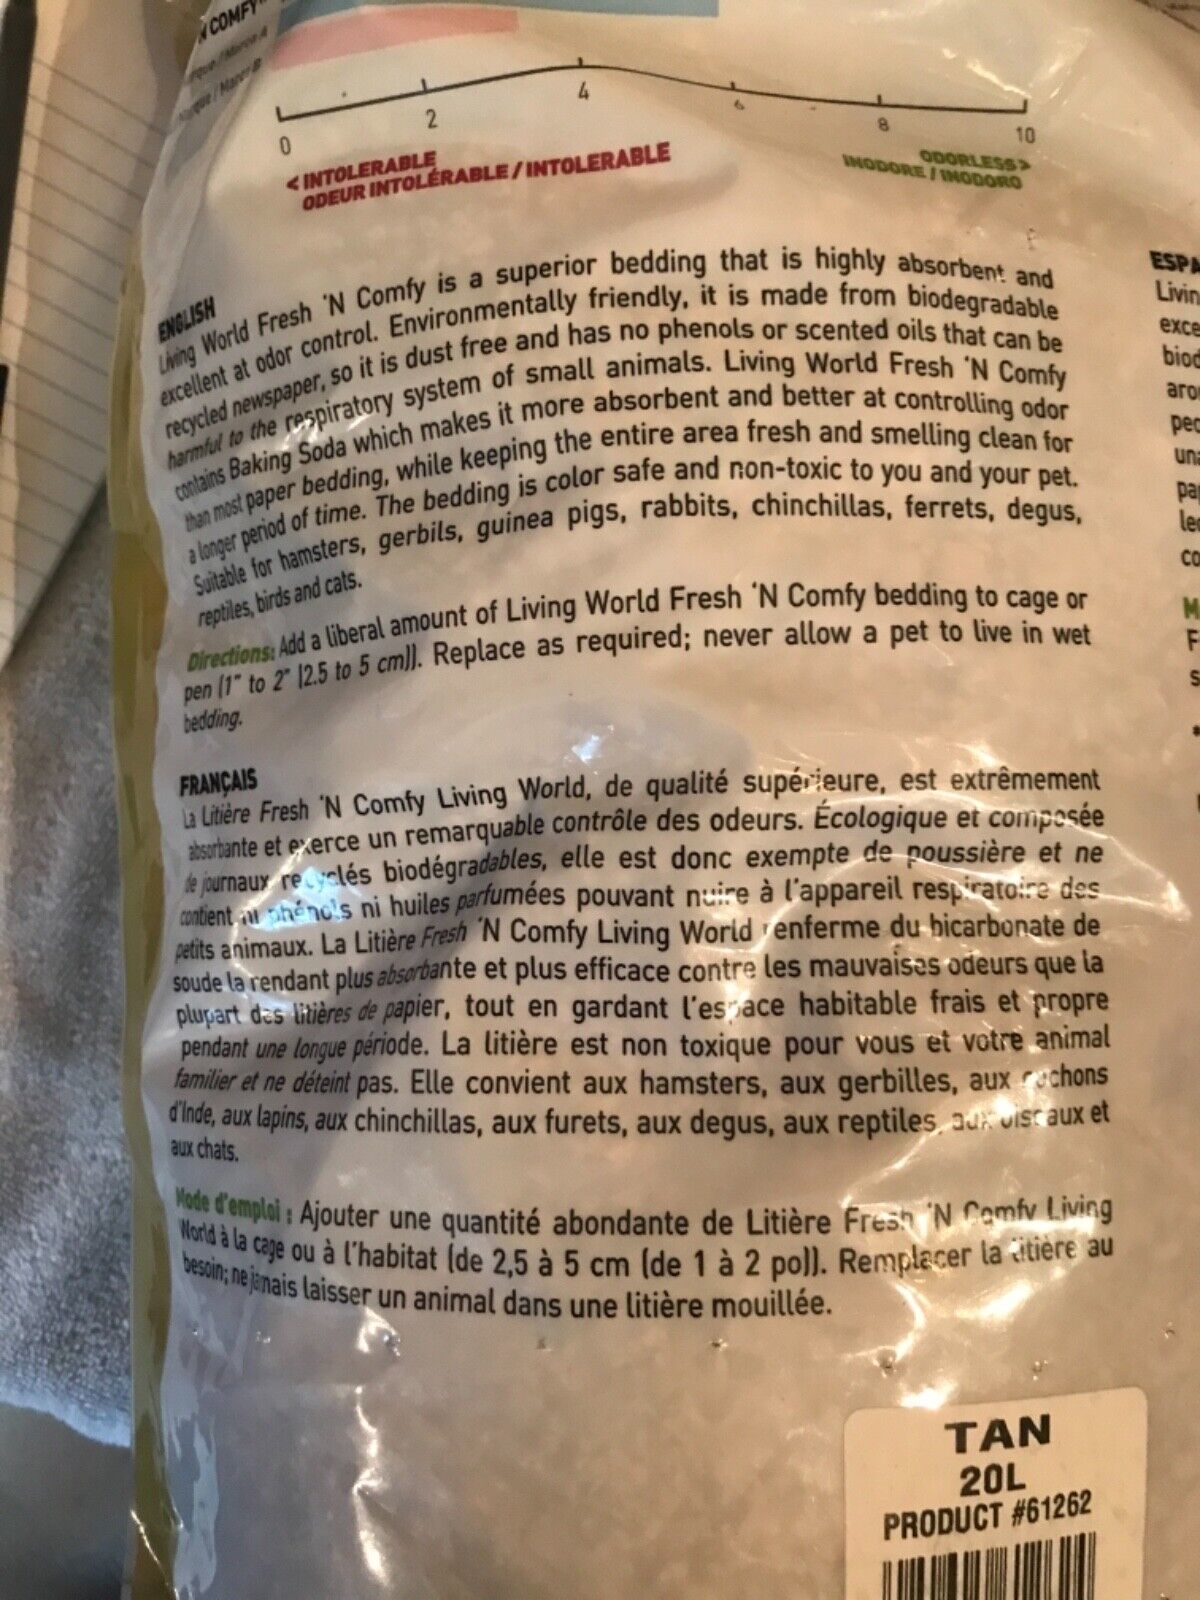 'N COMFY™
0 2 4 6 8 10
< INTOLERABLE
ODEUR INTOLÉRABLE / INTOLERABLE
ODORLESS >
INODORE / INODORO
ENGLISH
Living World Fresh 'N Comfy is a superior bedding that is highly absorbent and
excellent at odor control. Environmentally friendly, it is made from biodegradable
recycled newspaper, so it is dust free and has no phenols or scented oils that can be
harmful to the respiratory system of small animals. Living World Fresh 'N Comfy
contains Baking Soda which makes it more absorbent and better at controlling odor
than most paper bedding, while keeping the entire area fresh and smelling clean for
a longer period of time. The bedding is color safe and non-toxic to you and your pet.
Suitable for hamsters, gerbils, guinea pigs, rabbits, chinchillas, ferrets, degus,
reptiles, birds and cats.
Directions: Add a liberal amount of Living World Fresh 'N Comfy bedding to cage or
pen (1" to 2" [2.5 to 5 cm]). Replace as required; never allow a pet to live in wet
bedding.
FRANÇAIS
La Litière Fresh 'N Comfy Living World, de qualité supérieure, est extrêmement
absorbante et exerce un remarquable contrôle des odeurs. Écologique et composée
de journaux recyclés biodégradables, elle est donc exempte de poussière et ne
contient ni phénols ni huiles parfumées pouvant nuire à l'appareil respiratoire des
petits animaux. La Litière Fresh 'N Comfy Living World renferme du bicarbonate de
soude la rendant plus absorbante et plus efficace contre les mauvaises odeurs que la
plupart des litières de papier, tout en gardant l'espace habitable frais et propre
pendant une longue période. La litière est non toxique pour vous et votre animal
familier et ne déteint pas. Elle convient aux hamsters, aux gerbilles, aux cochons
d'Inde, aux lapins, aux chinchillas, aux furets, aux degus, aux reptiles, aux oiseaux et
aux chats.
Mode d'emploi : Ajouter une quantité abondante de Litière Fresh 'N Comfy Living
World à la cage ou à l'habitat (de 2,5 à 5 cm (de 1 à 2 po)). Remplacer la litière au
besoin; ne jamais laisser un animal dans une litière mouillée.
TAN
20L
PRODUCT #61262